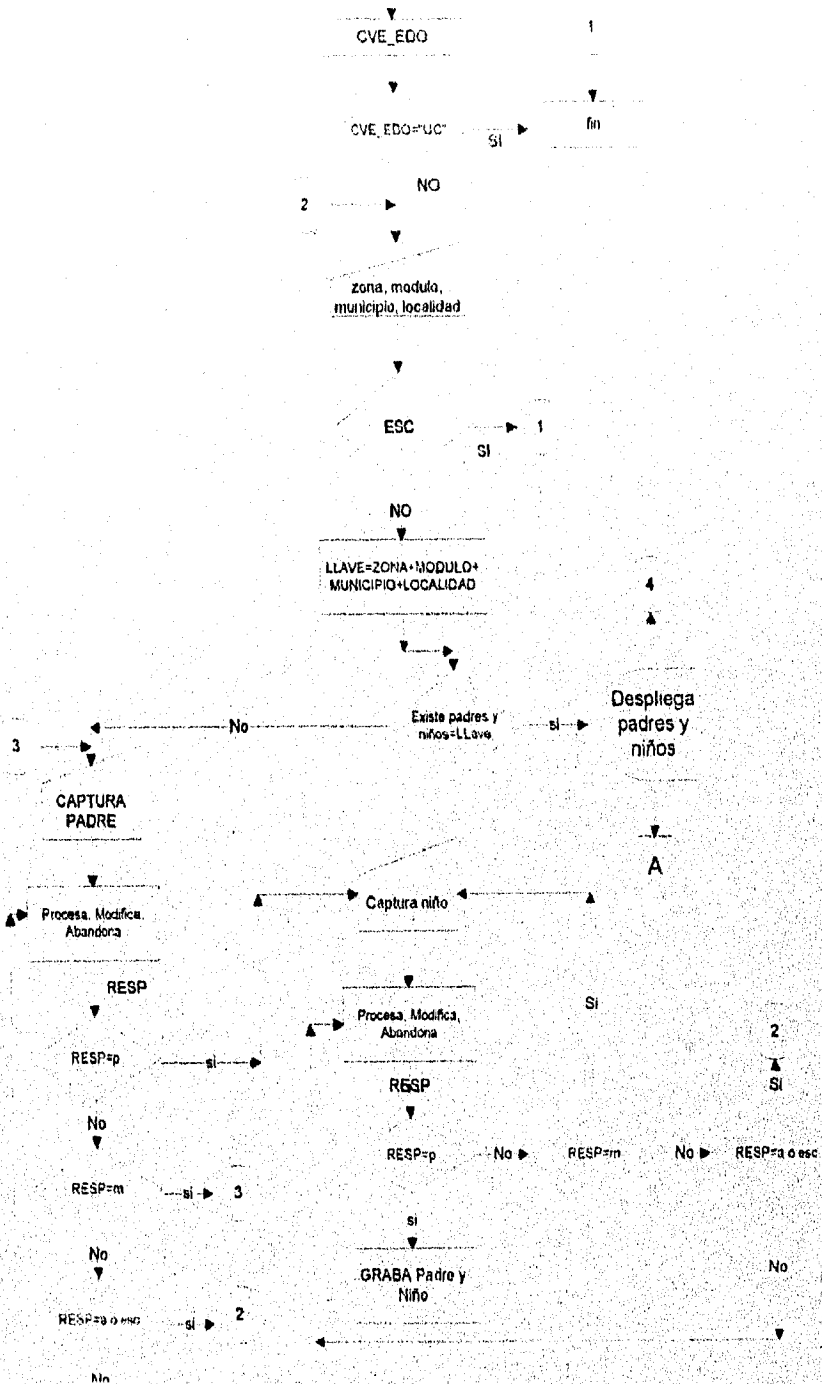 CVE_EDO
1
CVE_EDO="UC"
SI
fin
NO
2
zona, modulo,
municipio, localidad
ESC
SI
1
NO
LLAVE=ZONA+MODULO+
MUNICIPIO+LOCALIDAD
4
Existe padres y
niños=LLave
No
si
Despliega
padres y
niños
3
CAPTURA
PADRE
A
Captura niño
Procesa, Modifica,
Abandona
RESP
Procesa, Modifica,
Abandona
Si
2
RESP=p
si
RESP
Si
No
RESP=p
No
RESP=m
No
RESP=a o esc
RESP=m
si
3
si
No
GRABA Padre y
Niño
No
RESP=a o esc
si
2
No